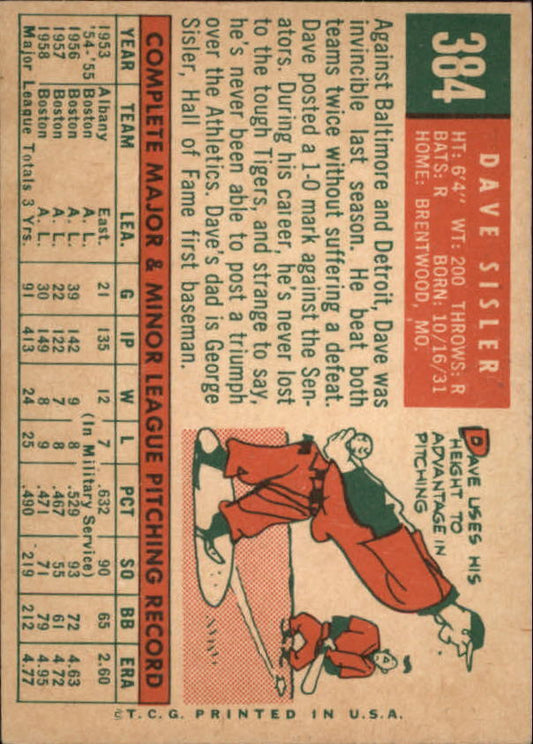 384
DAVE SISLER
HT: 6'4" WT: 200 THROWS: R
BATS: R BORN: 10/16/31
HOME: BRENTWOOD, MO.
Against Baltimore and Detroit, Dave was
invincible last season. He beat both
teams twice without suffering a defeat.
Dave posted a 1-0 mark against the Sen-
ators. During his career, he's never lost
to the tough Tigers, and strange to say,
he's never been able to post a triumph
over the Athletics. Dave's dad is George
Sisler, Hall of Fame first baseman.
DAVE USES HIS
HEIGHT TO
ADVANTAGE IN
PITCHING
COMPLETE MAJOR & MINOR LEAGUE PITCHING RECORD
YEAR TEAM LEA. G IP W L PCT SO BB ERA
1953 Albany East. 21 135 12 7 .632 90 65 2.60
'54-'55 Boston A. L. (In Military Service)
1956 Boston A. L. 39 142 9 8 .529 93 72 4.63
1957 Boston A. L. 22 122 7 8 .467 55 61 4.72
1958 Boston A. L. 30 149 8 9 .471 71 79 4.95
Major League Totals 3 Yrs. 91 413 24 25 .490 219 212 4.77
©T.C.G. PRINTED IN U.S.A.